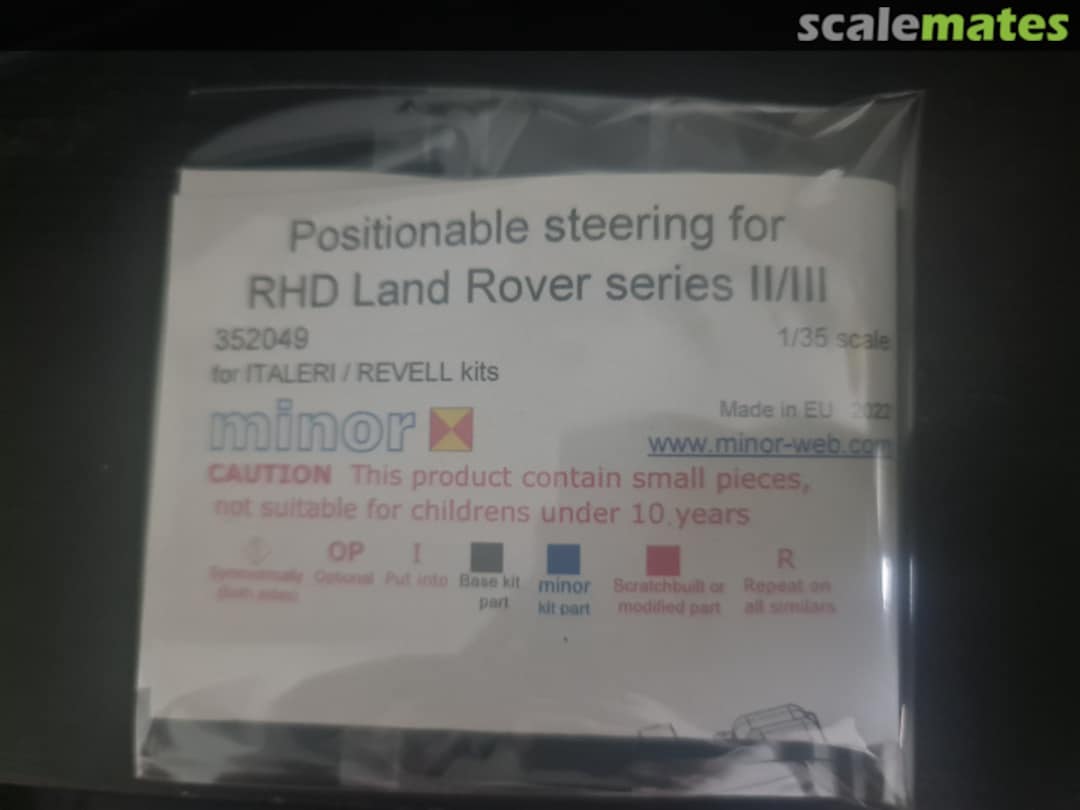 scalemates
Positionable steering for
RHD Land Rover series II/III
352049 1/35 scale
for ITALERI / REVELL kits
Made in EU 2022
minor
www.minor-web.com
CAUTION This product contain small pieces,
not suitable for childrens under 10 years
OP I R
Optional Put into Base kit part minor kit part Scratchbuilt or modified part Repeat on all similars